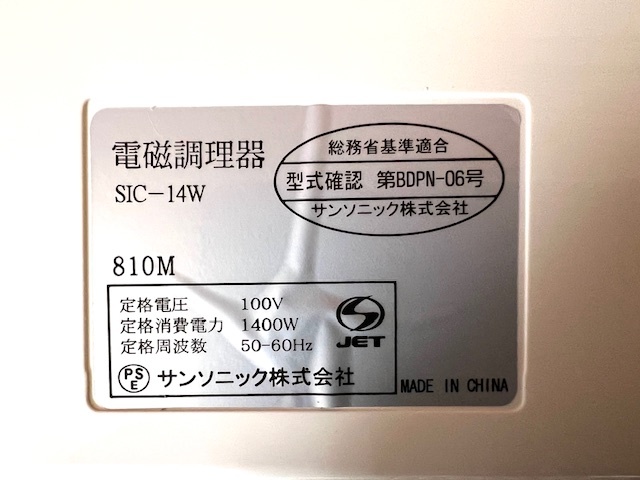 電磁調理器
SIC-14W
総務省基準適合
型式確認 第BDPN-06号
サンソニック株式会社
810M
定格電圧 100V
定格消費電力 1400W
定格周波数 50-60Hz
JET
PSE サンソニック株式会社
MADE IN CHINA